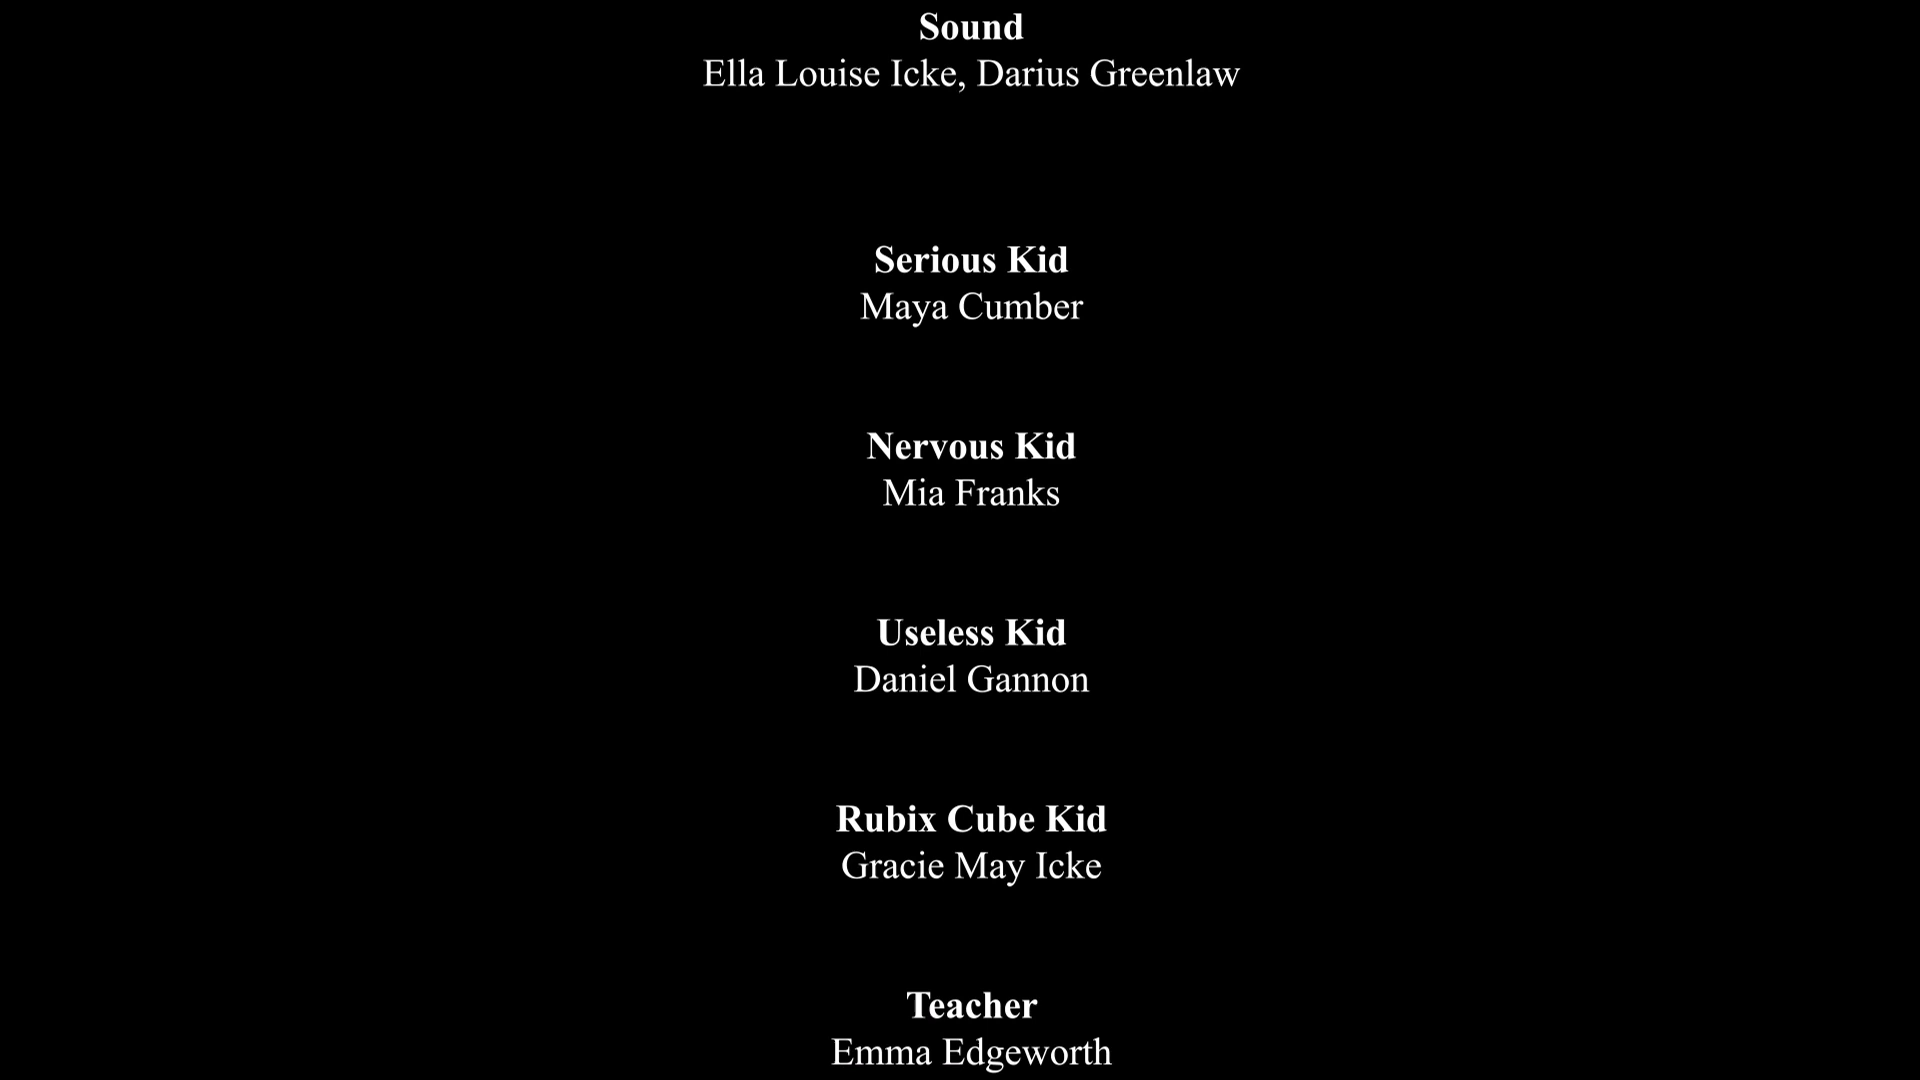 Sound
Ella Louise Icke, Darius Greenlaw
Serious Kid
Maya Cumber
Nervous Kid
Mia Franks
Useless Kid
Daniel Gannon
Rubix Cube Kid
Gracie May Icke
Teacher
Emma Edgeworth